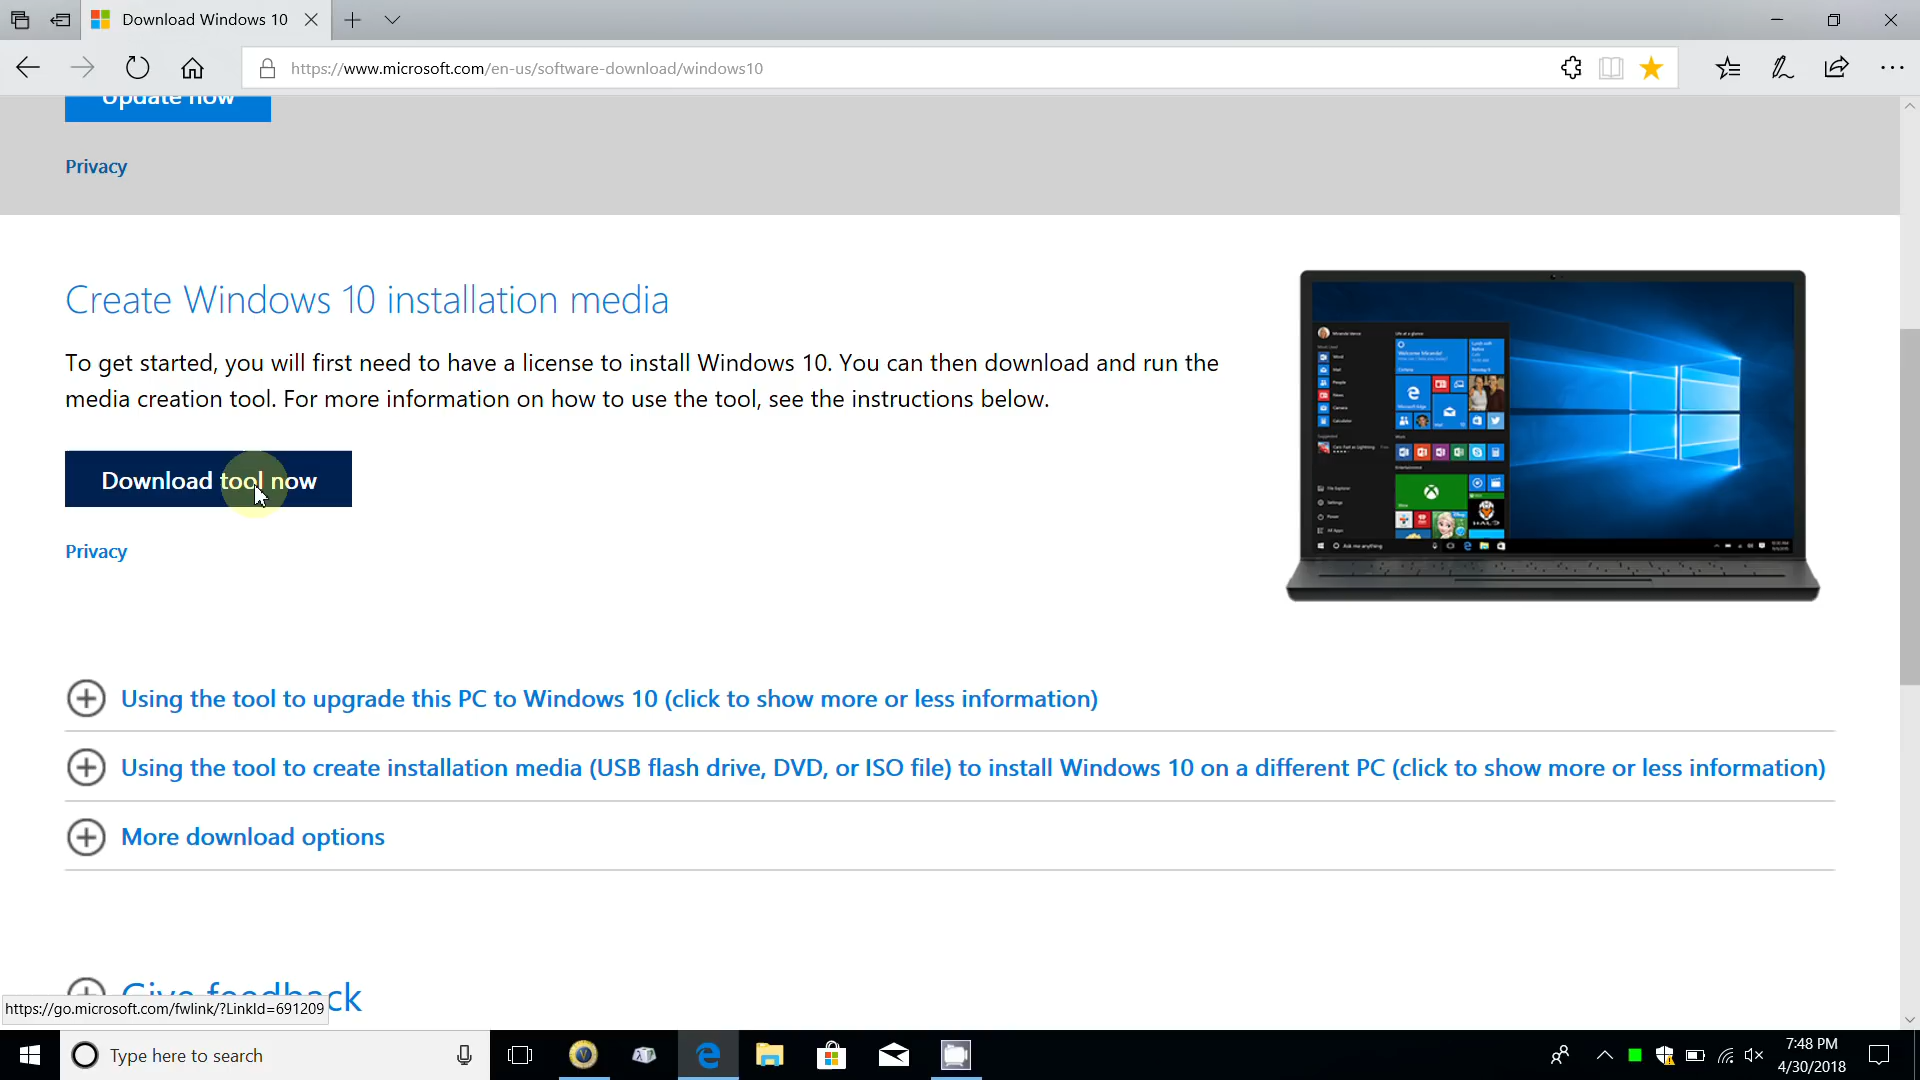 Download Windows 10
https://www.microsoft.com/en-us/software-download/windows10
Update now
Privacy
Create Windows 10 installation media
To get started, you will first need to have a license to install Windows 10. You can then download and run the
media creation tool. For more information on how to use the tool, see the instructions below.
Download tool now
Privacy
Using the tool to upgrade this PC to Windows 10 (click to show more or less information)
Using the tool to create installation media (USB flash drive, DVD, or ISO file) to install Windows 10 on a different PC (click to show more or less information)
More download options
Give feedback
https://go.microsoft.com/fwlink/?LinkId=691209
Type here to search
7:48 PM
4/30/2018